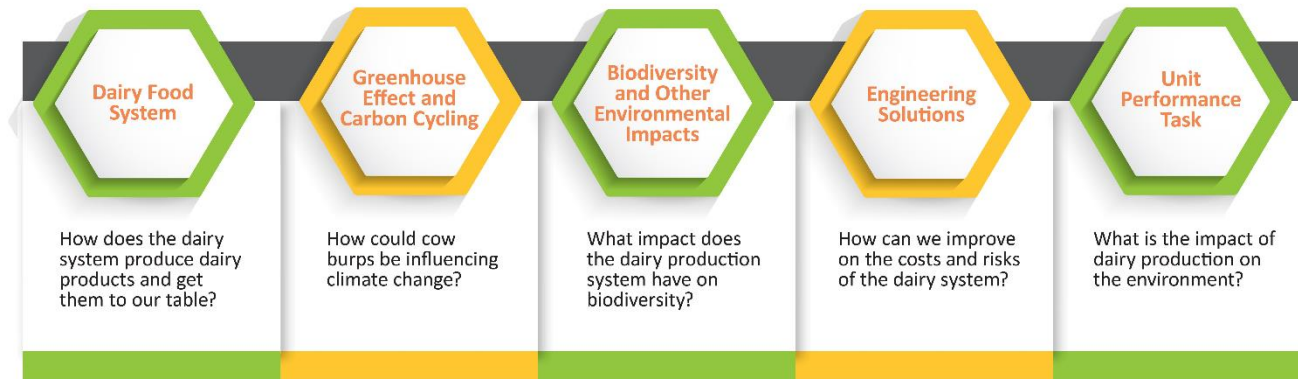 Dairy Food
System
How does the dairy
system produce dairy
products and get
them to our table?
Greenhouse
Effect and
Carbon Cycling
How could cow
burps be influencing
climate change?
Biodiversity
and Other
Environmental
Impacts
What impact does
the dairy production
system have on
biodiversity?
Engineering
Solutions
How can we improve
on the costs and risks
of the dairy system?
Unit
Performance
Task
What is the impact of
dairy production on
the environment?